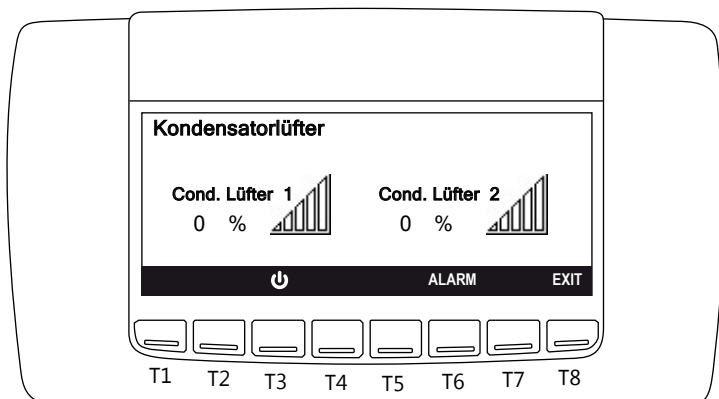 Kondensatorlüfter
Cond. Lüfter 1 Cond. Lüfter 2
0 % 0 %
ALARM EXIT
T1 T2 T3 T4 T5 T6 T7 T8